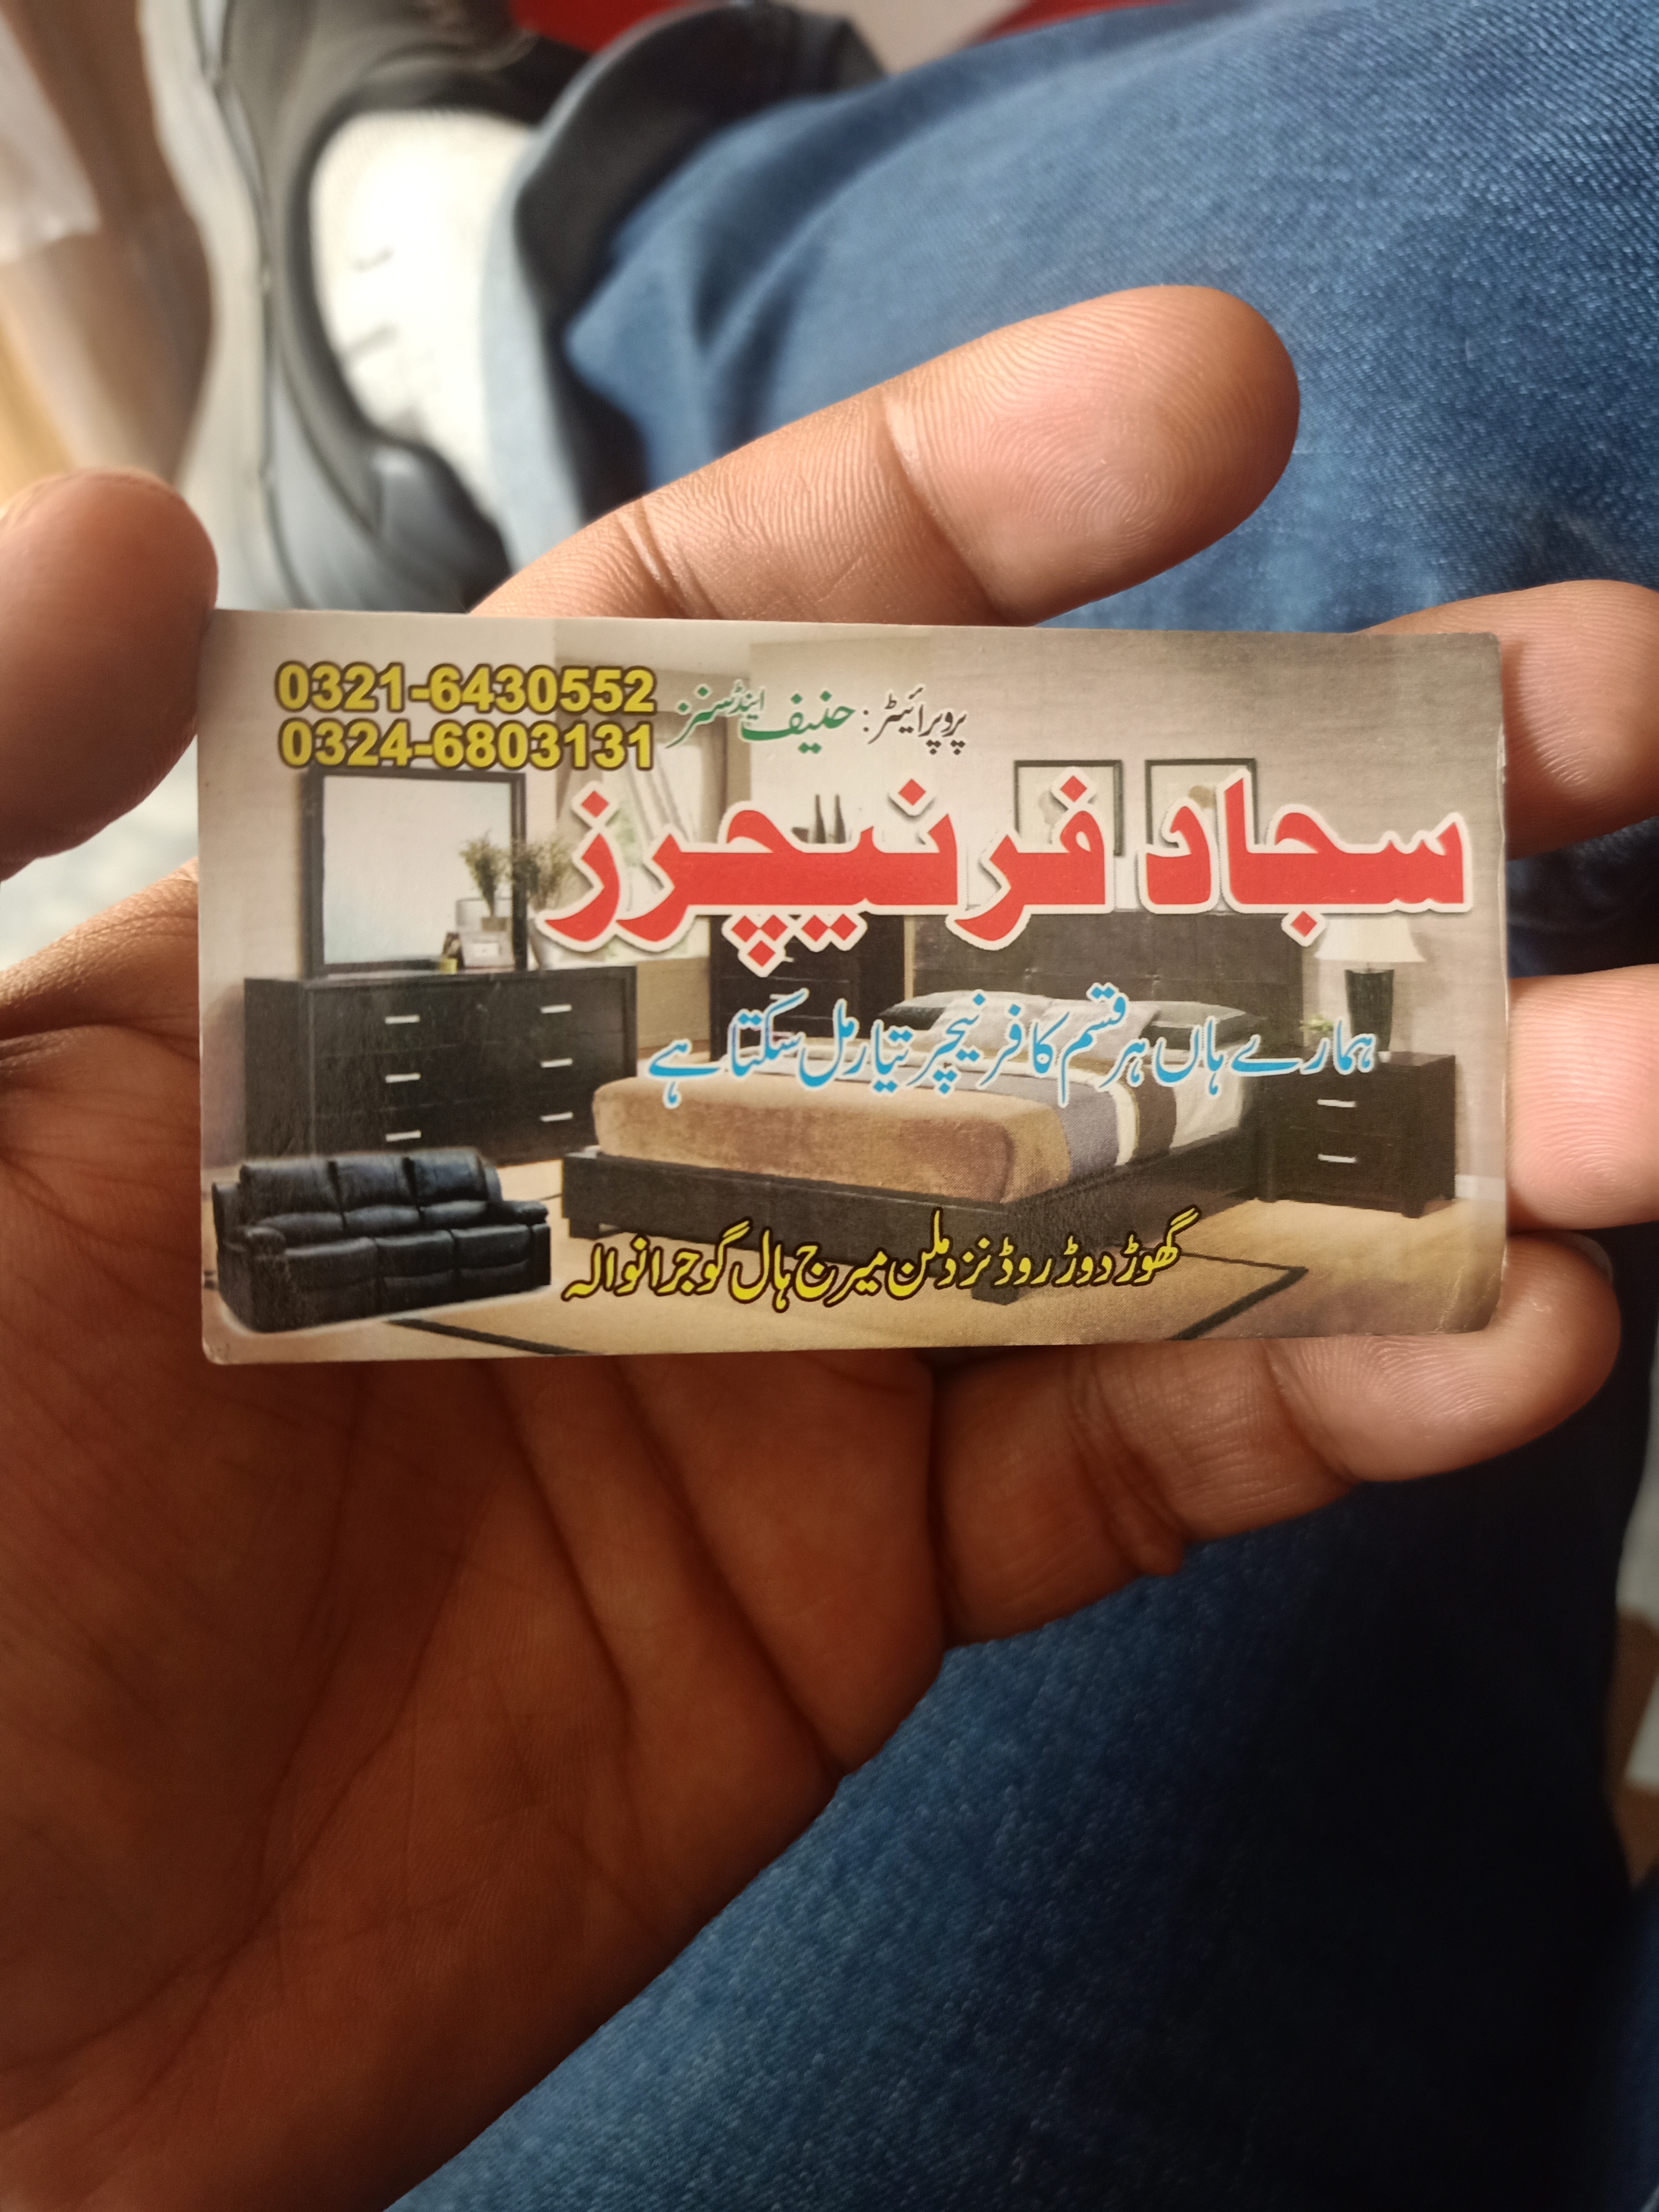 0321-6430552
0324-6803131
پروپرائیٹر: حنیف اینڈ سنز
سجاد فرنیچرز
ہمارے ہاں ہر قسم کا فرنیچر تیار مل سکتا ہے
گھوڑ دوڑ روڈ نزد ملن میرج ہال گوجرانوالہ